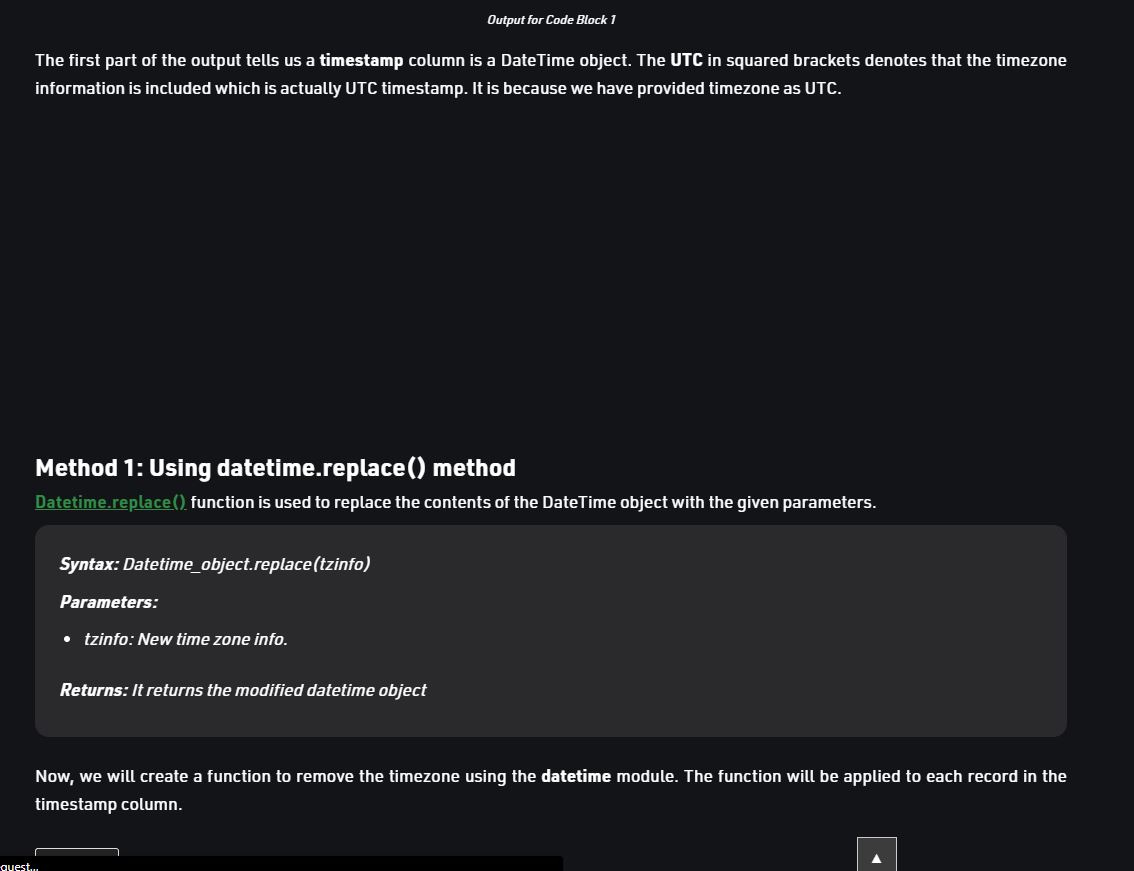 Output for Code Block 1
The first part of the output tells us a timestamp column is a DateTime object. The UTC in squared brackets denotes that the timezone
information is included which is actually UTC timestamp. It is because we have provided timezone as UTC.
Method 1: Using datetime.replace() method
Datetime.replace() function is used to replace the contents of the DateTime object with the given parameters.
Syntax: Datetime_object.replace(tzinfo)
Parameters:
• tzinfo: New time zone info.
Returns: It returns the modified datetime object
Now, we will create a function to remove the timezone using the datetime module. The function will be applied to each record in the
timestamp column.
quest...